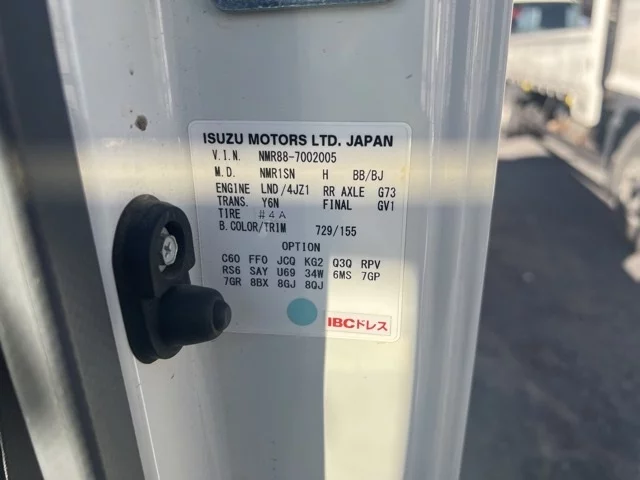 ISUZU MOTORS LTD. JAPAN
V.I.N. NMR88-7002005
M.D. NMR1SN H BB/BJ
ENGINE LND/4JZ1 RR AXLE G73
TRANS. Y6N FINAL GV1
TIRE #4A
B.COLOR/TRIM 729/155
OPTION
C60 FF0 JCQ KG2 Q3Q RPV
RS6 SAY U69 34W 6MS 7GP
7GR 8BX 8GJ 8QJ
IBCドレス